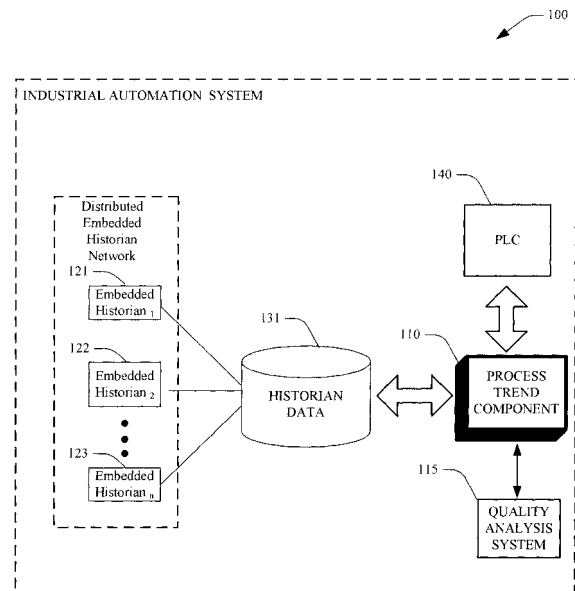 100
INDUSTRIAL AUTOMATION SYSTEM
Distributed
Embedded
Historian
Network
121
Embedded
Historian 1
122
Embedded
Historian 2
123
Embedded
Historian n
131
HISTORIAN
DATA
140
PLC
110
PROCESS
TREND
COMPONENT
115
QUALITY
ANALYSIS
SYSTEM